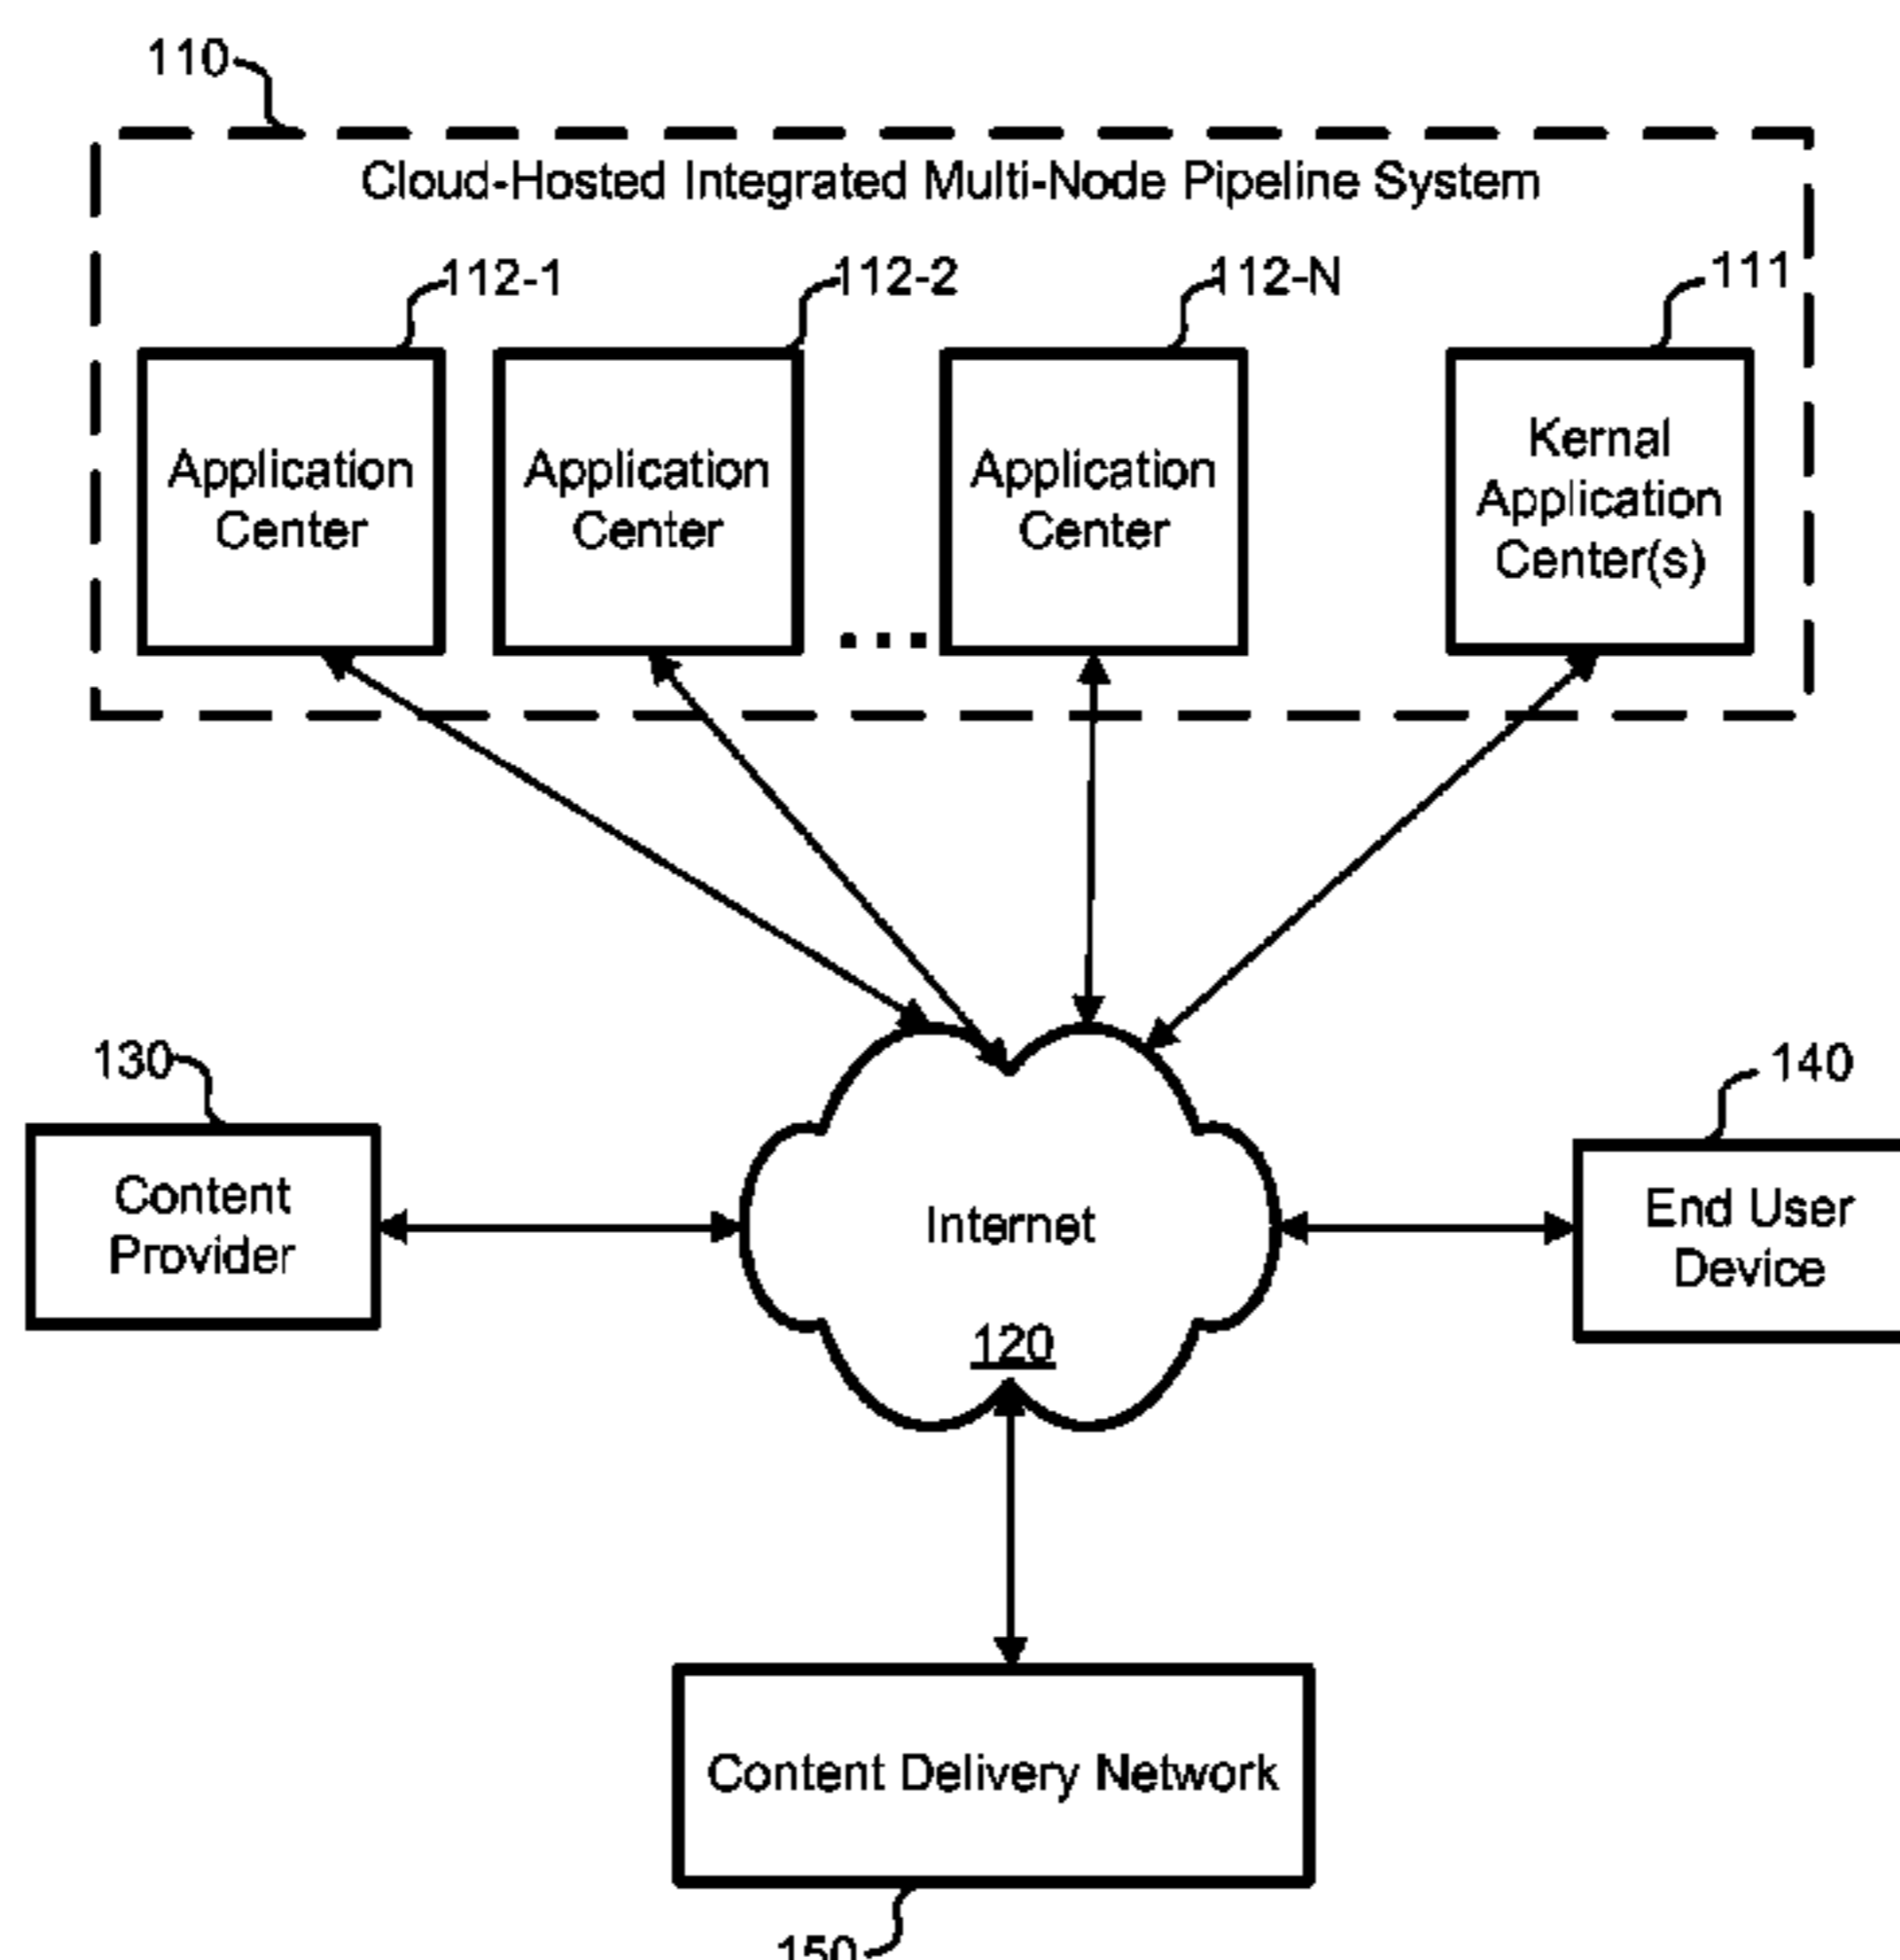 110
Cloud-Hosted Integrated Multi-Node Pipeline System
112-1
112-2
112-N
111
Application
Center
Application
Center
...
Application
Center
Kernal
Application
Center(s)
130
140
Content
Provider
Internet
120
End User
Device
Content Delivery Network
150